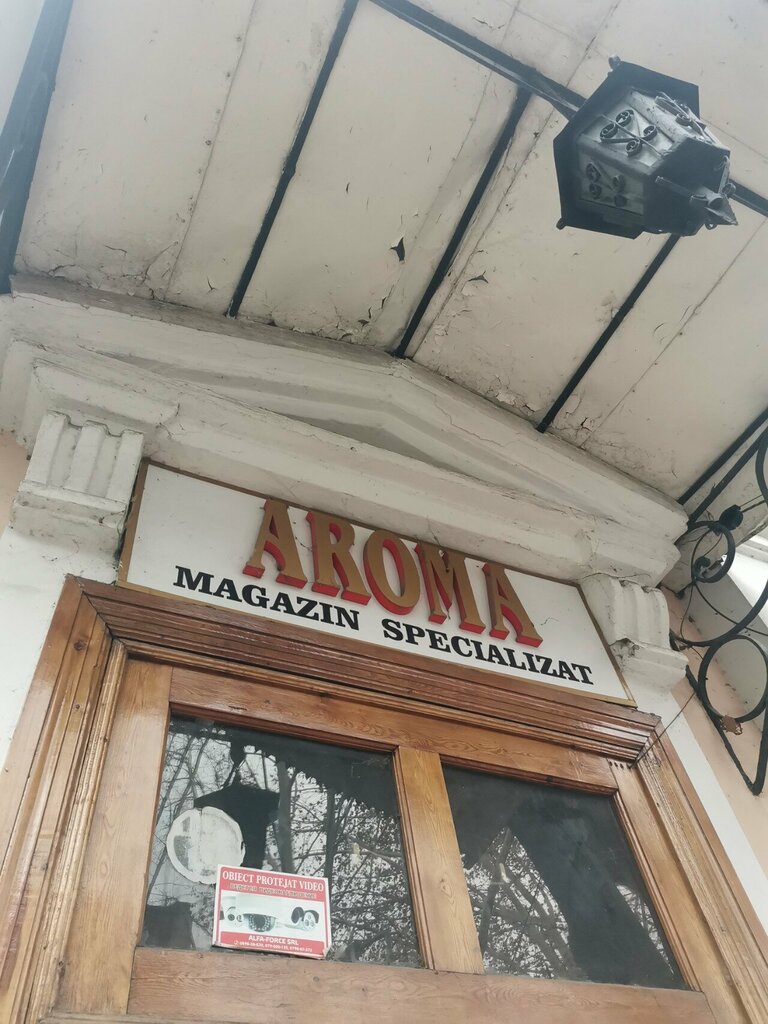 AROMA
MAGAZIN SPECIALIZAT
OBIECT PROTEJAT VIDEO
ALFA-FORCE SRL